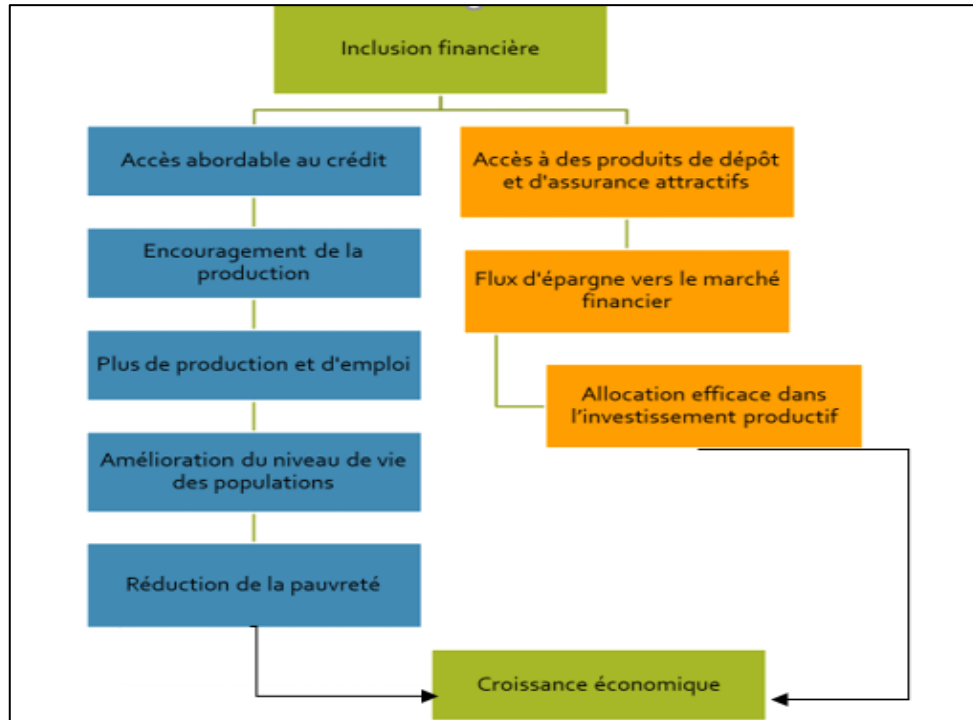 Inclusion financière
Accès abordable au crédit
Encouragement de la
production
Plus de production et d'emploi
Amélioration du niveau de vie
des populations
Réduction de la pauvreté
Accès à des produits de dépôt
et d'assurance attractifs
Flux d'épargne vers le marché
financier
Allocation efficace dans
l’investissement productif
Croissance économique